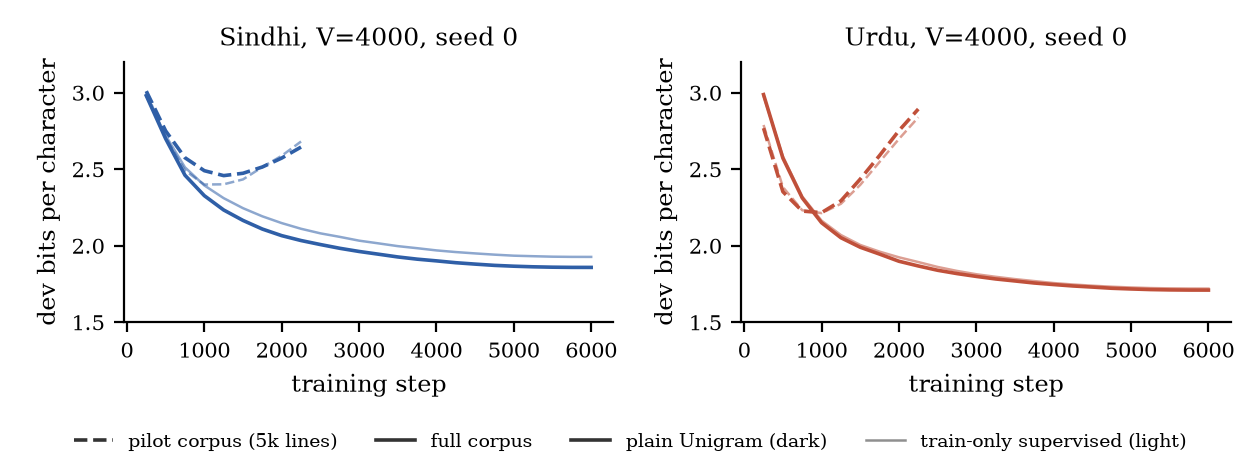 Sindhi, V=4000, seed 0
dev bits per character
3.0
2.5
2.0
1.5
0 1000 2000 3000 4000 5000 6000
training step
Urdu, V=4000, seed 0
dev bits per character
3.0
2.5
2.0
1.5
0 1000 2000 3000 4000 5000 6000
training step
pilot corpus (5k lines) full corpus plain Unigram (dark) train-only supervised (light)